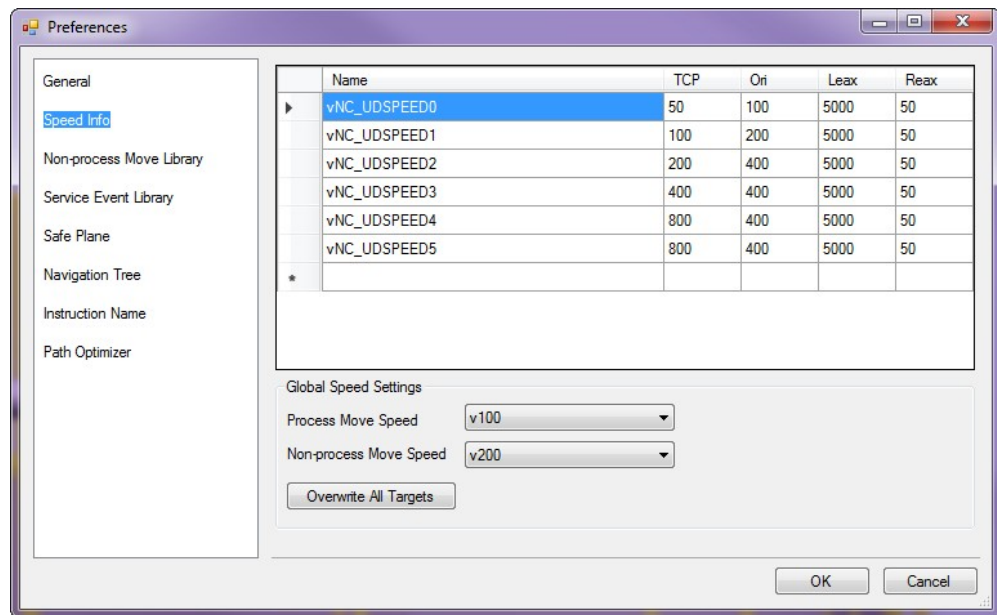 Preferences
General
Speed Info
Non-process Move Library
Service Event Library
Safe Plane
Navigation Tree
Instruction Name
Path Optimizer
Name TCP Ori Leax Reax
vNC_UDSPEED0 50 100 5000 50
vNC_UDSPEED1 100 200 5000 50
vNC_UDSPEED2 200 400 5000 50
vNC_UDSPEED3 400 400 5000 50
vNC_UDSPEED4 800 400 5000 50
vNC_UDSPEED5 800 400 5000 50
*
Global Speed Settings
Process Move Speed v100
Non-process Move Speed v200
Overwrite All Targets
OK Cancel